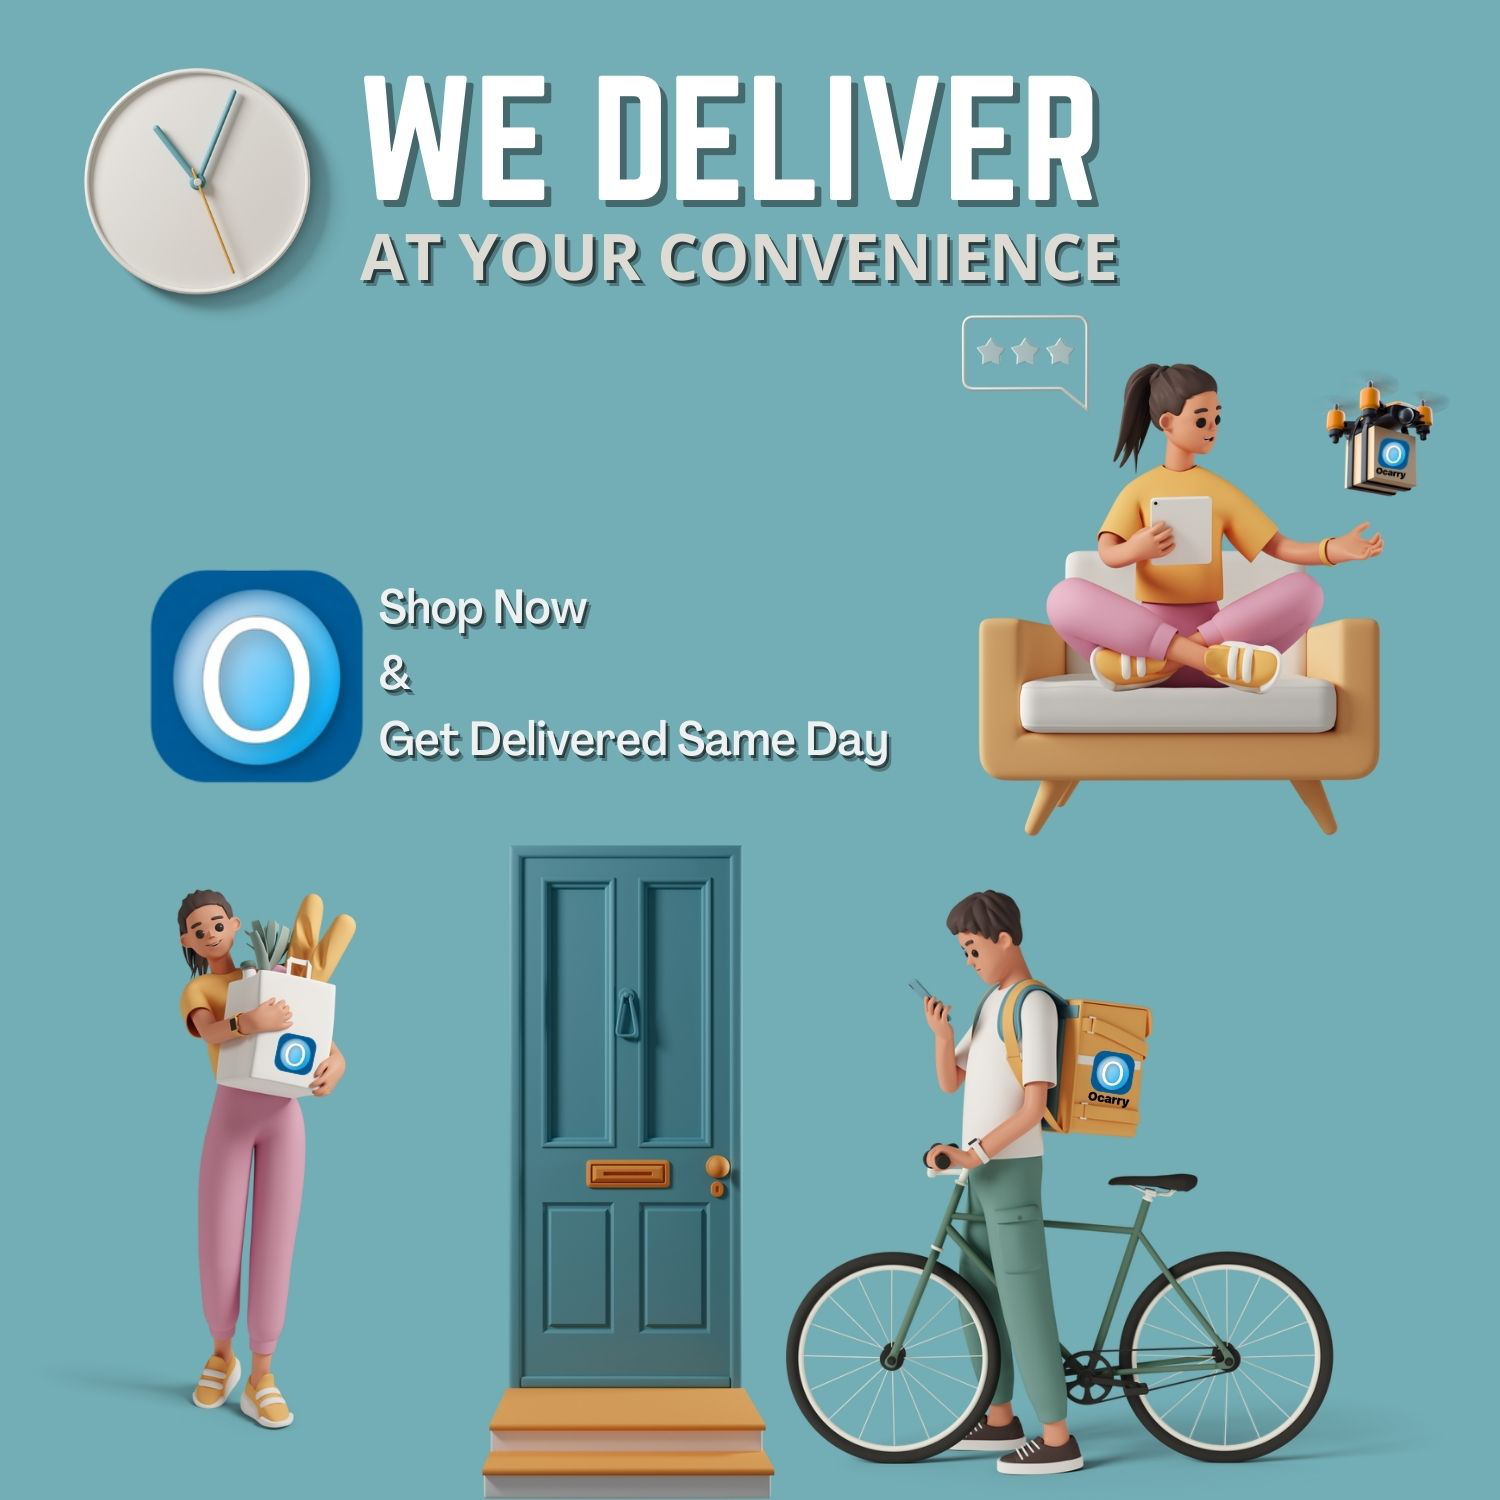 WE DELIVER
AT YOUR CONVENIENCE
O
Ocarry
O
Shop Now
&
Get Delivered Same Day
O
O
Ocarry